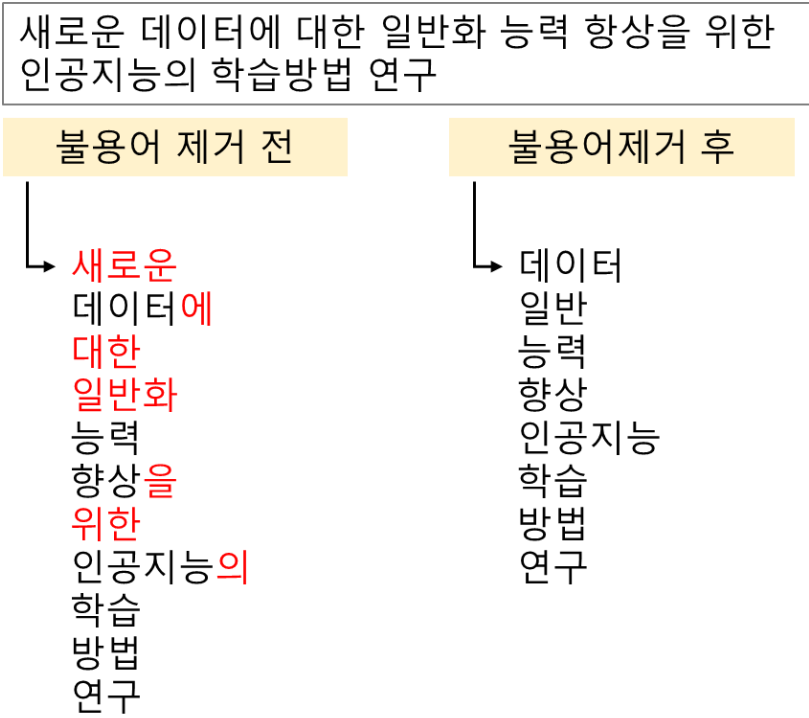 새로운 데이터에 대한 일반화 능력 항상을 위한
인공지능의 학습방법 연구
불용어 제거 전
새로운
데이터에
대한
일반화
능력
향상을
위한
인공지능의
학습
방법
연구
불용어제거 후
데이터
일반
능력
향상
인공지능
학습
방법
연구